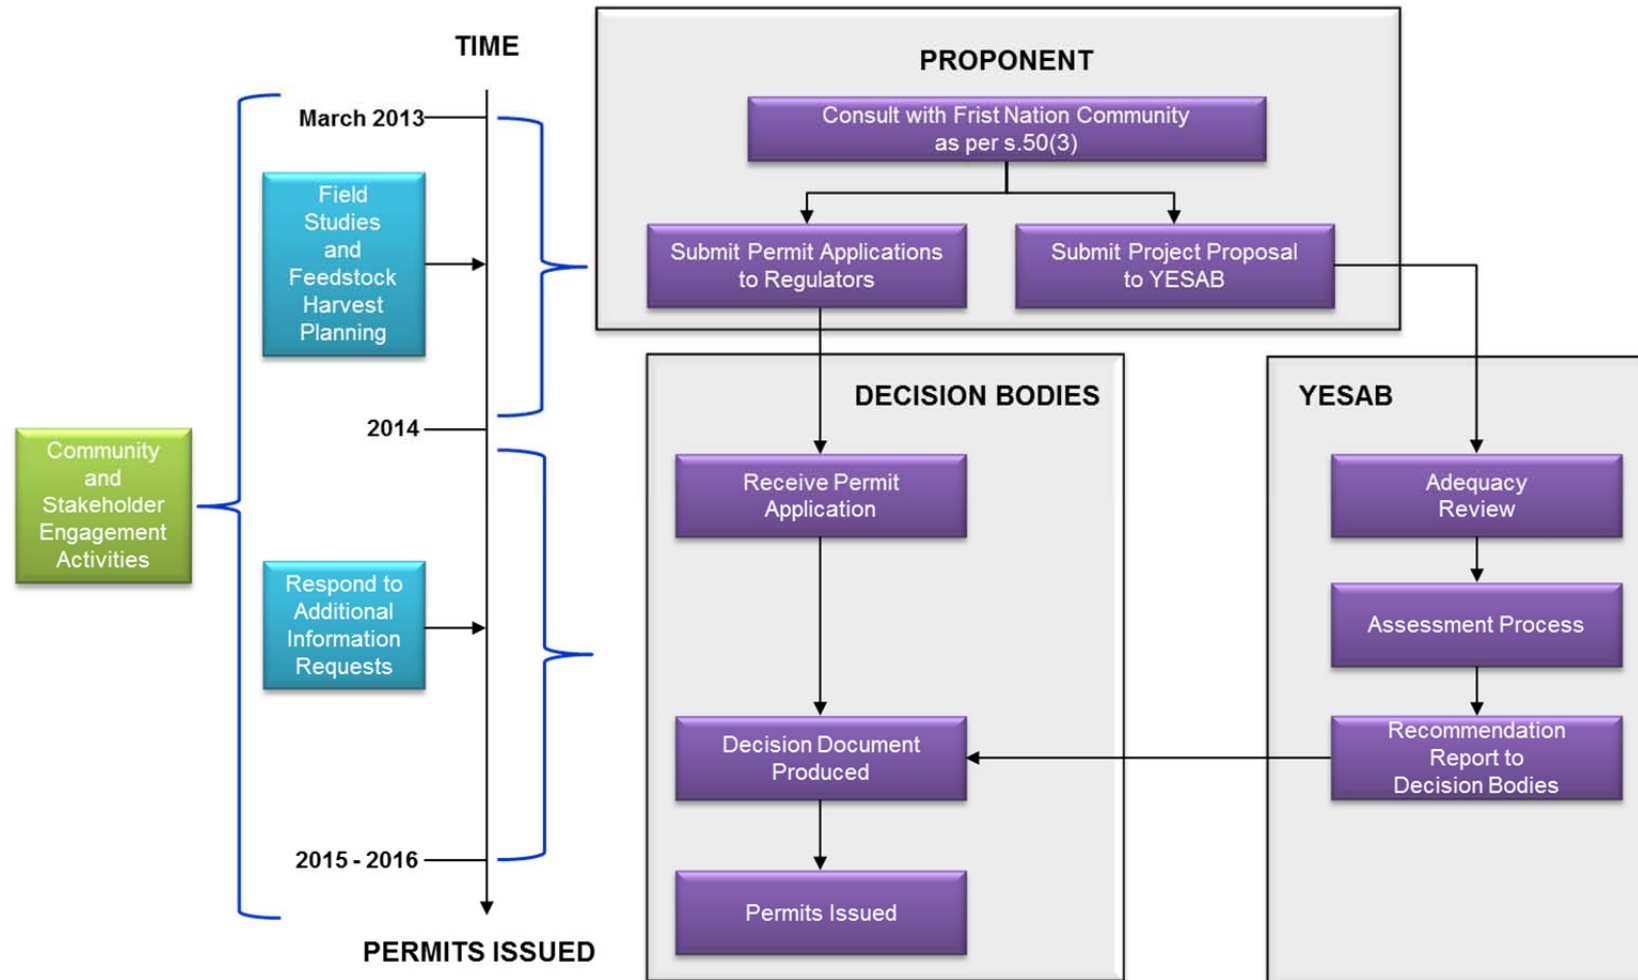 TIME
March 2013
Field
Studies
and
Feedstock
Harvest
Planning
2014
Community
and
Stakeholder
Engagement
Activities
Respond to
Additional
Information
Requests
2015 - 2016
PERMITS ISSUED
PROPONENT
Consult with Frist Nation Community
as per s.50(3)
Submit Permit Applications
to Regulators
Submit Project Proposal
to YESAB
DECISION BODIES
Receive Permit
Application
Decision Document
Produced
Permits Issued
YESAB
Adequacy
Review
Assessment Process
Recommendation
Report to
Decision Bodies